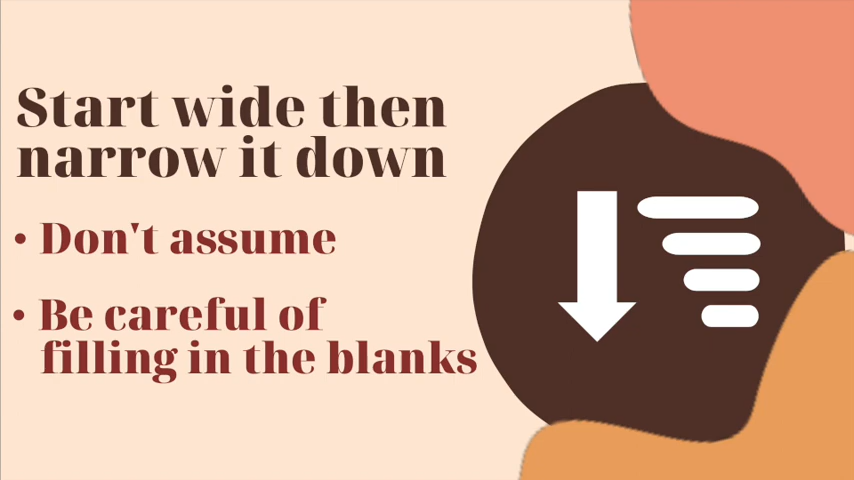 Start wide then
narrow it down
• Don't assume
• Be careful of
filling in the blanks